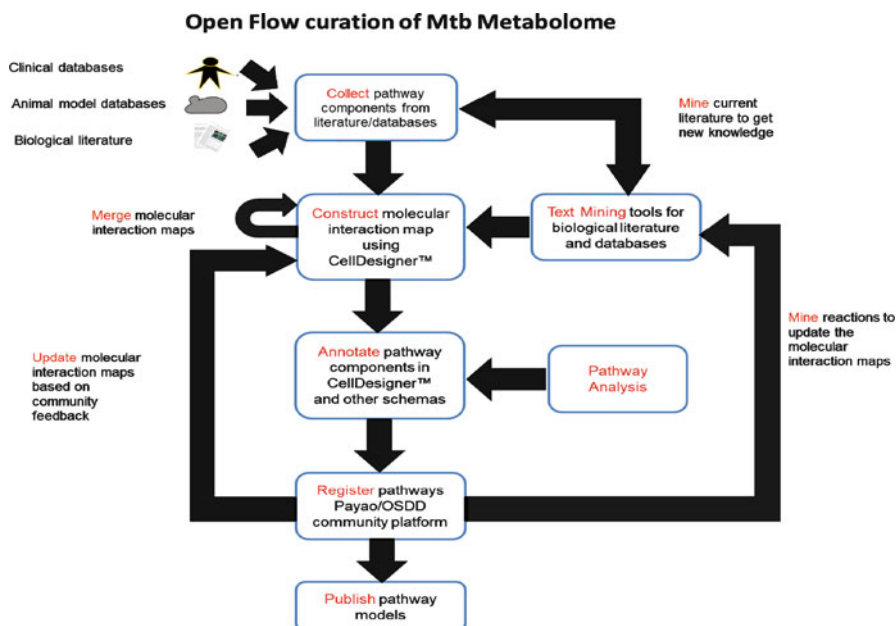 Open Flow curation of Mtb Metabolome
Clinical databases
Animal model databases
Biological literature
Collect pathway
components from
literature/databases
Mine current
literature to get
new knowledge
Merge molecular
interaction maps
Construct molecular
interaction map
using
CellDesigner™
Text Mining tools for
biological literature
and databases
Update molecular
interaction maps
based on
community
feedback
Annotate pathway
components in
CellDesigner™
and other schemas
Pathway
Analysis
Mine reactions to
update the
molecular
interaction maps
Register pathways
Payao/OSDD
community platform
Publish pathway
models